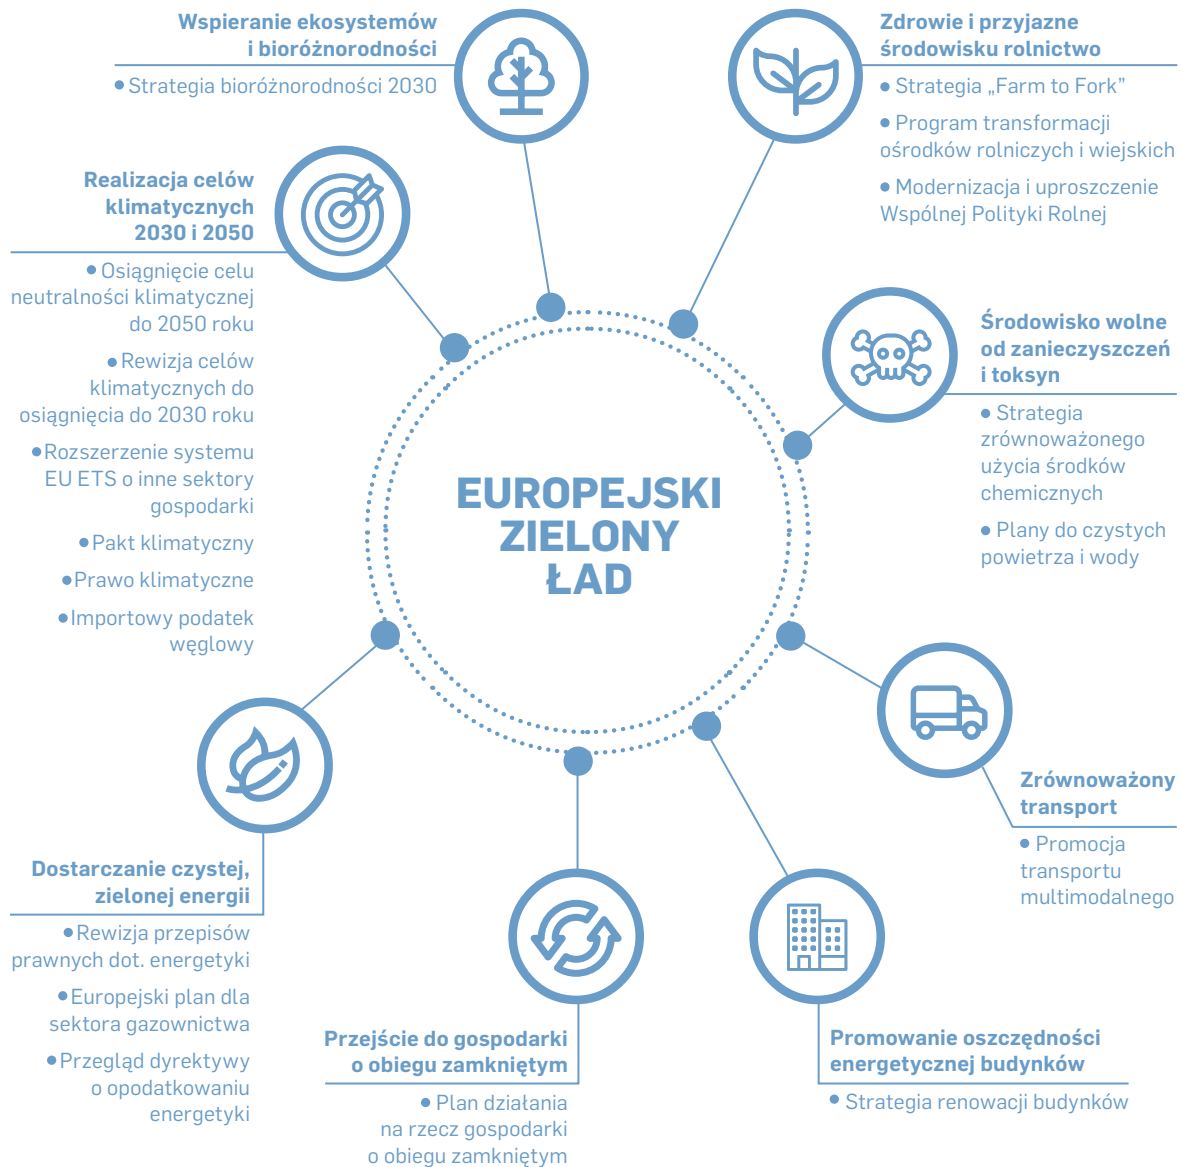 Wspieranie ekosystemów
i bioróżnorodności
• Strategia bioróżnorodności 2030
Zdrowie i przyjazne
środowisku rolnictwo
• Strategia „Farm to Fork”
• Program transformacji
ośrodków rolniczych i wiejskich
• Modernizacja i uproszczenie
Wspólnej Polityki Rolnej
Realizacja celów
klimatycznych
2030 i 2050
• Osiągnięcie celu
neutralności klimatycznej
do 2050 roku
• Rewizja celów
klimatycznych do
osiągnięcia do 2030 roku
• Rozszerzenie systemu
EU ETS o inne sektory
gospodarki
• Pakt klimatyczny
• Prawo klimatyczne
• Importowy podatek
węglowy
Środowisko wolne
od zanieczyszczeń
i toksyn
• Strategia
zrównoważonego
użycia środków
chemicznych
• Plany do czystych
powietrza i wody
EUROPEJSKI
ZIELONY
ŁAD
Zrównoważony
transport
• Promocja
transportu
multimodalnego
Dostarczanie czystej,
zielonej energii
• Rewizja przepisów
prawnych dot. energetyki
• Europejski plan dla
sektora gazownictwa
• Przegląd dyrektywy
o opodatkowaniu
energetyki
Przejście do gospodarki
o obiegu zamkniętym
• Plan działania
na rzecz gospodarki
o obiegu zamkniętym
Promowanie oszczędności
energetycznej budynków
• Strategia renowacji budynków